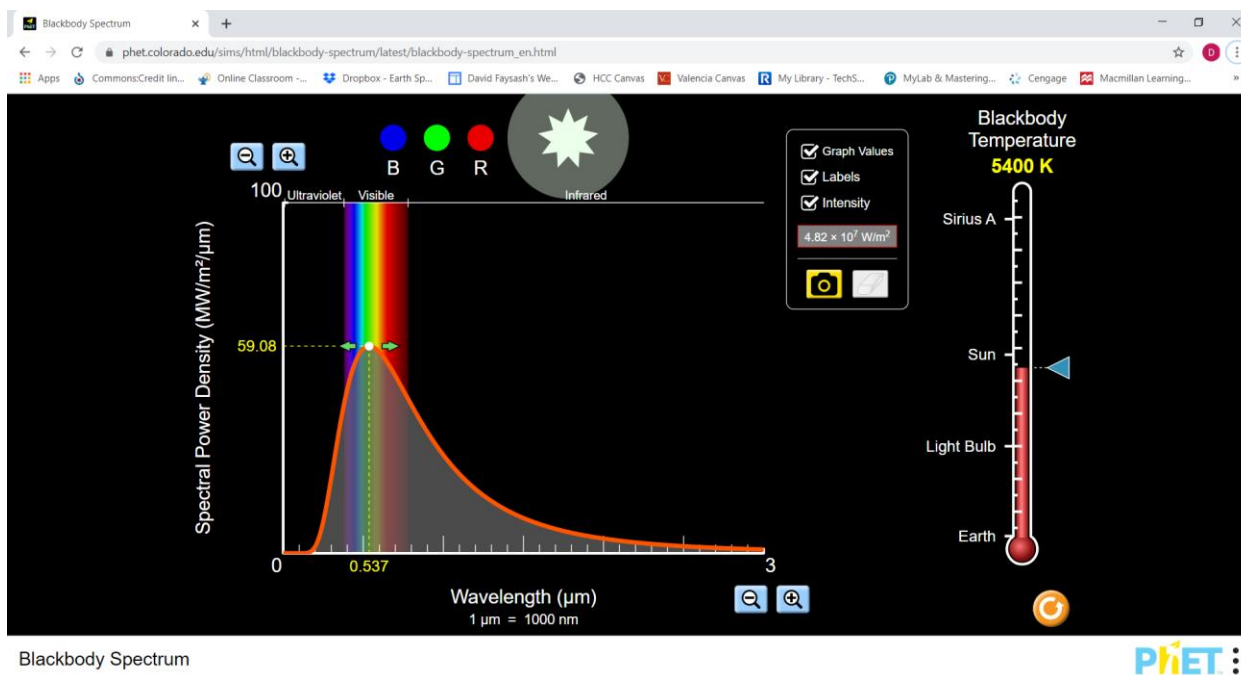 Blackbody Spectrum
phet.colorado.edu/sims/html/blackbody-spectrum/latest/blackbody-spectrum_en.html
D
Apps
Commons:Credit lin...
Online Classroom -...
Dropbox - Earth Sp...
David Faysash's We...
HCC Canvas
Valencia Canvas
My Library - TechS...
MyLab & Mastering...
Cengage
Macmillan Learning...
»
B G R
100
Ultraviolet Visible Infrared
Spectral Power Density (MW/m²/μm)
59.08
0 0.537 3
Wavelength (μm)
1 μm = 1000 nm
Graph Values
Labels
Intensity
4.82 × 10⁷ W/m²
Blackbody
Temperature
5400 K
Sirius A
Sun
Light Bulb
Earth
Blackbody Spectrum
PhET